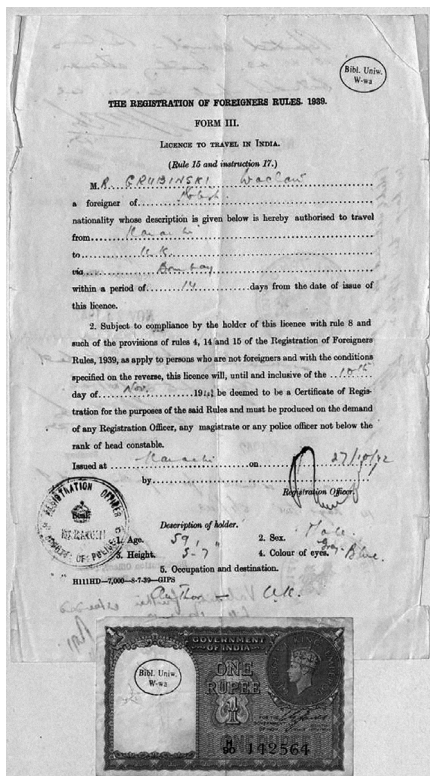 Bibl. Uniw.
W-wa
THE REGISTRATION OF FOREIGNERS RULES. 1939.
FORM III.
LICENCE TO TRAVEL IN INDIA.
(Rule 15 and instruction 17.)
M.R. GRUBINSKI Wacław
a foreigner of Polish
nationality whose description is given below is hereby authorised to travel
from Karachi
to U.K.
via Bombay
within a period of 14 days from the date of issue of
this licence.
2. Subject to compliance by the holder of this licence with rule 8 and
such of the provisions of rules 4, 14 and 15 of the Registration of Foreigners
Rules, 1939, as apply to persons who are not foreigners and with the conditions
specified on the reverse, this licence will, until and inclusive of the 10th
day of Nov. 1942 be deemed to be a Certificate of Regis-
tration for the purposes of the said Rules and must be produced on the demand
of any Registration Officer, any magistrate or any police officer not below the
rank of head constable.
Issued at Karachi on 27/10/42
by
Registration Officer.
REGISTRATION OFFICER
KARACHI
Description of holder.
1. Age. 59, 2. Sex. Male
3. Height. 5-7 4. Colour of eyes. Blue
5. Occupation and destination.
H111HD—7,000—8-7-39—GIPS
Author — U.K.
GOVERNMENT
OF INDIA
Bibl. Uniw.
W-wa
ONE
RUPEE
1
142564